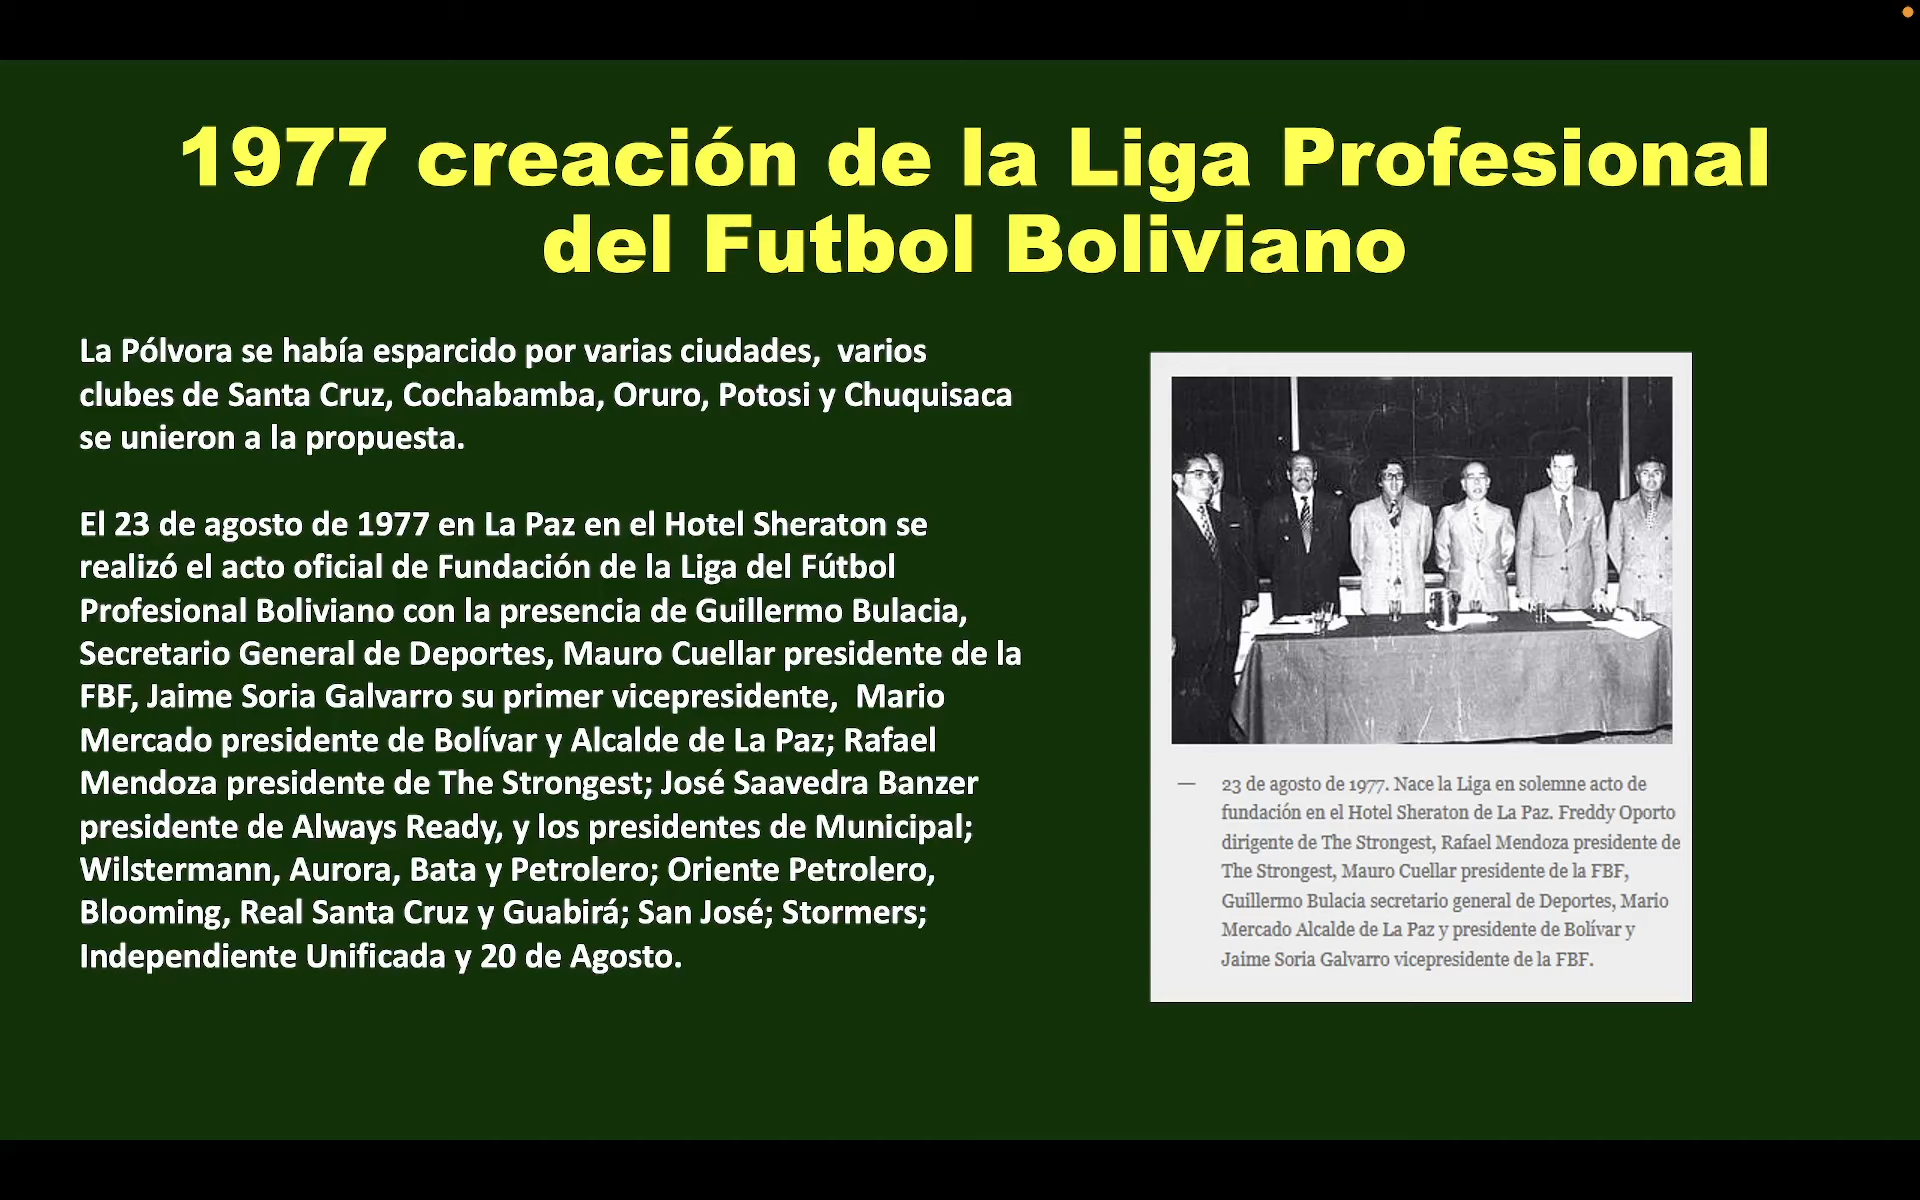 1977 creación de la Liga Profesional
del Futbol Boliviano
La Pólvora se había esparcido por varias ciudades,  varios
clubes de Santa Cruz, Cochabamba, Oruro, Potosi y Chuquisaca
se unieron a la propuesta.
El 23 de agosto de 1977 en La Paz en el Hotel Sheraton se
realizó el acto oficial de Fundación de la Liga del Fútbol
Profesional Boliviano con la presencia de Guillermo Bulacia,
Secretario General de Deportes, Mauro Cuellar presidente de la
FBF, Jaime Soria Galvarro su primer vicepresidente,  Mario
Mercado presidente de Bolívar y Alcalde de La Paz; Rafael
Mendoza presidente de The Strongest; José Saavedra Banzer
presidente de Always Ready, y los presidentes de Municipal;
Wilstermann, Aurora, Bata y Petrolero; Oriente Petrolero,
Blooming, Real Santa Cruz y Guabirá; San José; Stormers;
Independiente Unificada y 20 de Agosto.
— 23 de agosto de 1977. Nace la Liga en solemne acto de
fundación en el Hotel Sheraton de La Paz. Freddy Oporto
dirigente de The Strongest, Rafael Mendoza presidente de
The Strongest, Mauro Cuellar presidente de la FBF,
Guillermo Bulacia secretario general de Deportes, Mario
Mercado Alcalde de La Paz y presidente de Bolívar y
Jaime Soria Galvarro vicepresidente de la FBF.